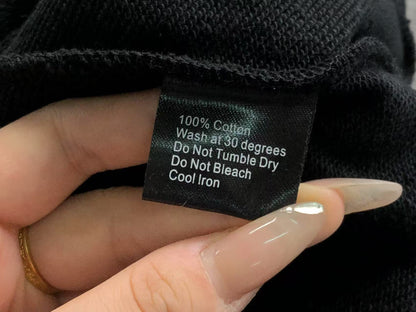 100% Cotton
Wash at 30 degrees
Do Not Tumble Dry
Do Not Bleach
Cool Iron